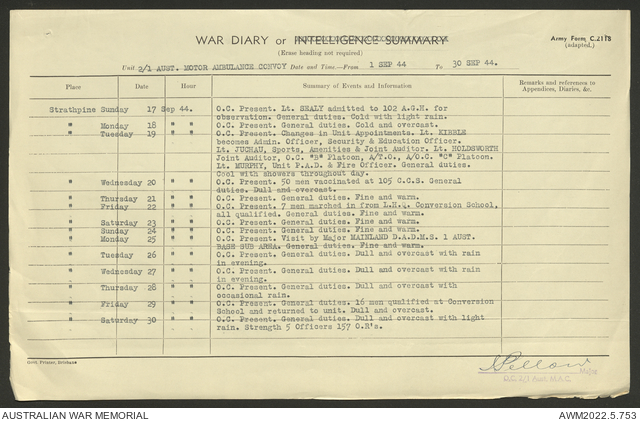 WAR DIARY or INTELLIGENCE SUMMARY
Army Form C.2118
(adapted.)
(Erase heading not required)
Unit 2/1 AUST. MOTOR AMBULANCE CONVOY Date and Time.—From 1 SEP 44 To 30 SEP 44.
Place Date Hour Summary of Events and Information Remarks and references to
Appendices, Diaries, &c.
Strathpine Sunday 17 Sep 44. O.C. Present. Lt. SEALY admitted to 102 A.G.H. for
observation. General duties. Cold with light rain.
" Monday 18 " " O.C. Present. General duties. Cold and overcast.
" Tuesday 19 " " O.C. Present. Changes in Unit Appointments. Lt. KIBBLE
becomes Admin. Officer, Security & Education Officer.
Lt. JUCHAU, Sports, Amenities & Joint Auditor. Lt. HOLDSWORTH
Joint Auditor, O.C. "B" Platoon, A/T.O., A/O.C. "C" Platoon.
Lt. MURPHY, Unit P.A.D. & Fire Officer. General duties.
Cool with showers throughout day.
" Wednesday 20 " " O.C. Present. 50 men vaccinated at 105 C.C.S. General
duties. Dull and overcast.
" Thursday 21 " " O.C. Present. General duties. Fine and warm.
" Friday 22 " " O.C. Present. 7 men marched in from L.H. Conversion School,
all qualified. General duties. Fine and warm.
" Saturday 23 " " O.C. Present. General duties. Fine and warm.
" Sunday 24 " " O.C. Present. General duties. Fine and warm.
" Monday 25 " " O.C. Present. Visit by Major MAINLAND D.A.D.M.S. 1 AUST.
BASE SUB AREA. General duties. Fine and warm.
" Tuesday 26 " " O.C. Present. General duties. Dull and overcast with rain
in evening.
" Wednesday 27 " " O.C. Present. General duties. Dull and overcast with rain
in evening.
" Thursday 28 " " O.C. Present. General duties. Dull and overcast with
occasional rain.
" Friday 29 " " O.C. Present. General duties. 16 men qualified at Conversion
School and returned to unit. Dull and overcast.
" Saturday 30 " " O.C. Present. General duties. Dull and overcast with light
rain. Strength 5 Officers 157 O.R's.
Govt. Printer, Brisbane
Pellow Major
O.C. 2/1 Aust. M.A.C.
AUSTRALIAN WAR MEMORIAL
AWM2022.5.753